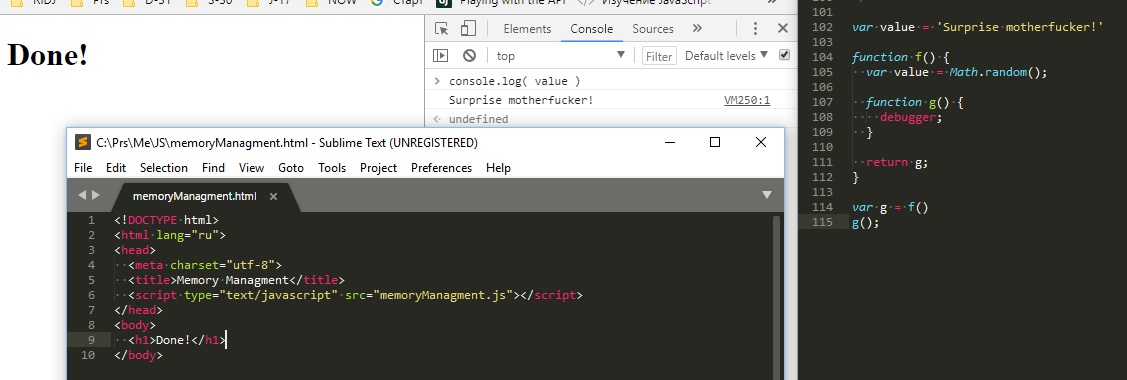 RIDJ D-51 S-30 J-17 NOW Старт Playing with the API Изучение JavaScript
Done!
Elements Console Sources »
top Filter Default levels
> console.log( value )
Surprise motherfucker! VM250:1
< undefined
C:\Prs\Me\JS\memoryManagment.html - Sublime Text (UNREGISTERED)
File Edit Selection Find View Goto Tools Project Preferences Help
memoryManagment.html ×
1 <!DOCTYPE html>
2 <html lang="ru">
3 <head>
4 <meta charset="utf-8">
5 <title>Memory Managment</title>
6 <script type="text/javascript" src="memoryManagment.js"></script>
7 </head>
8 <body>
9 <h1>Done!</h1>
10 </body>
101
102 var value = 'Surprise motherfucker!'
103
104 function f() {
105 var value = Math.random();
106
107 function g() {
108 debugger;
109 }
110
111 return g;
112 }
113
114 var g = f()
115 g();